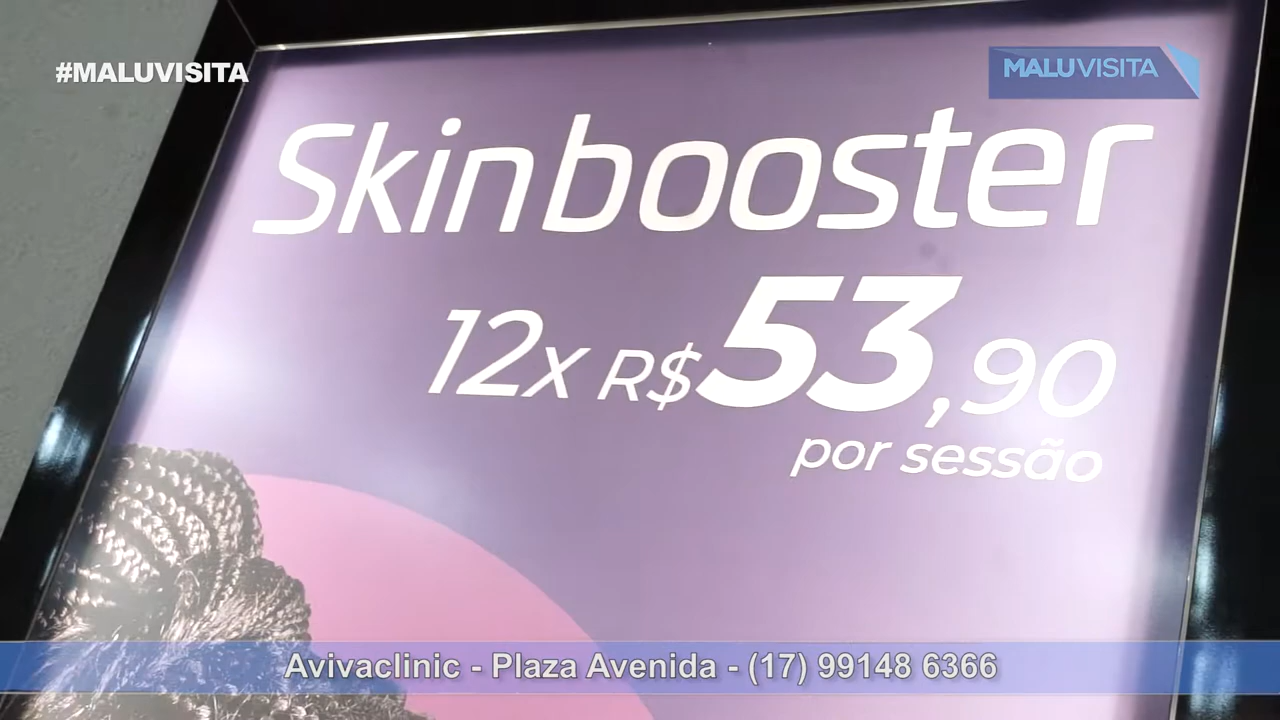 #MALUVISITA
MALUVISITA
Skinbooster
12x R$53,90
por sessão
Avivaclinic - Plaza Avenida - (17) 99148 6366